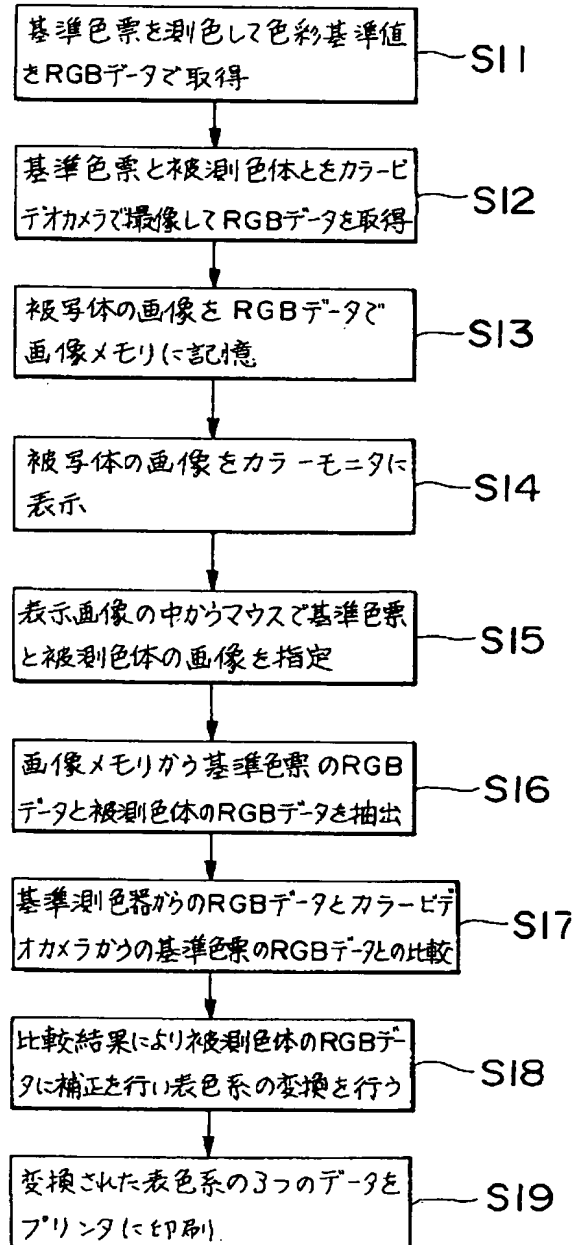 基準色票を測色して色彩基準値
をRGBデータで取得
S11
基準色票と被測色体とをカラービ
デオカメラで撮像してRGBデータを取得
S12
被写体の画像をRGBデータで
画像メモリに記憶
S13
被写体の画像をカラーモニタに
表示
S14
表示画像の中からマウスで基準色票
と被測色体の画像を指定
S15
画像メモリから基準色票のRGB
データと被測色体のRGBデータを抽出
S16
基準測色器からのRGBデータとカラービデ
オカメラからの基準色票のRGBデータとの比較
S17
比較結果により被測色体のRGBデー
タに補正を行い表色系の変換を行う
S18
変換された表色系の3つのデータを
プリンタに印刷
S19